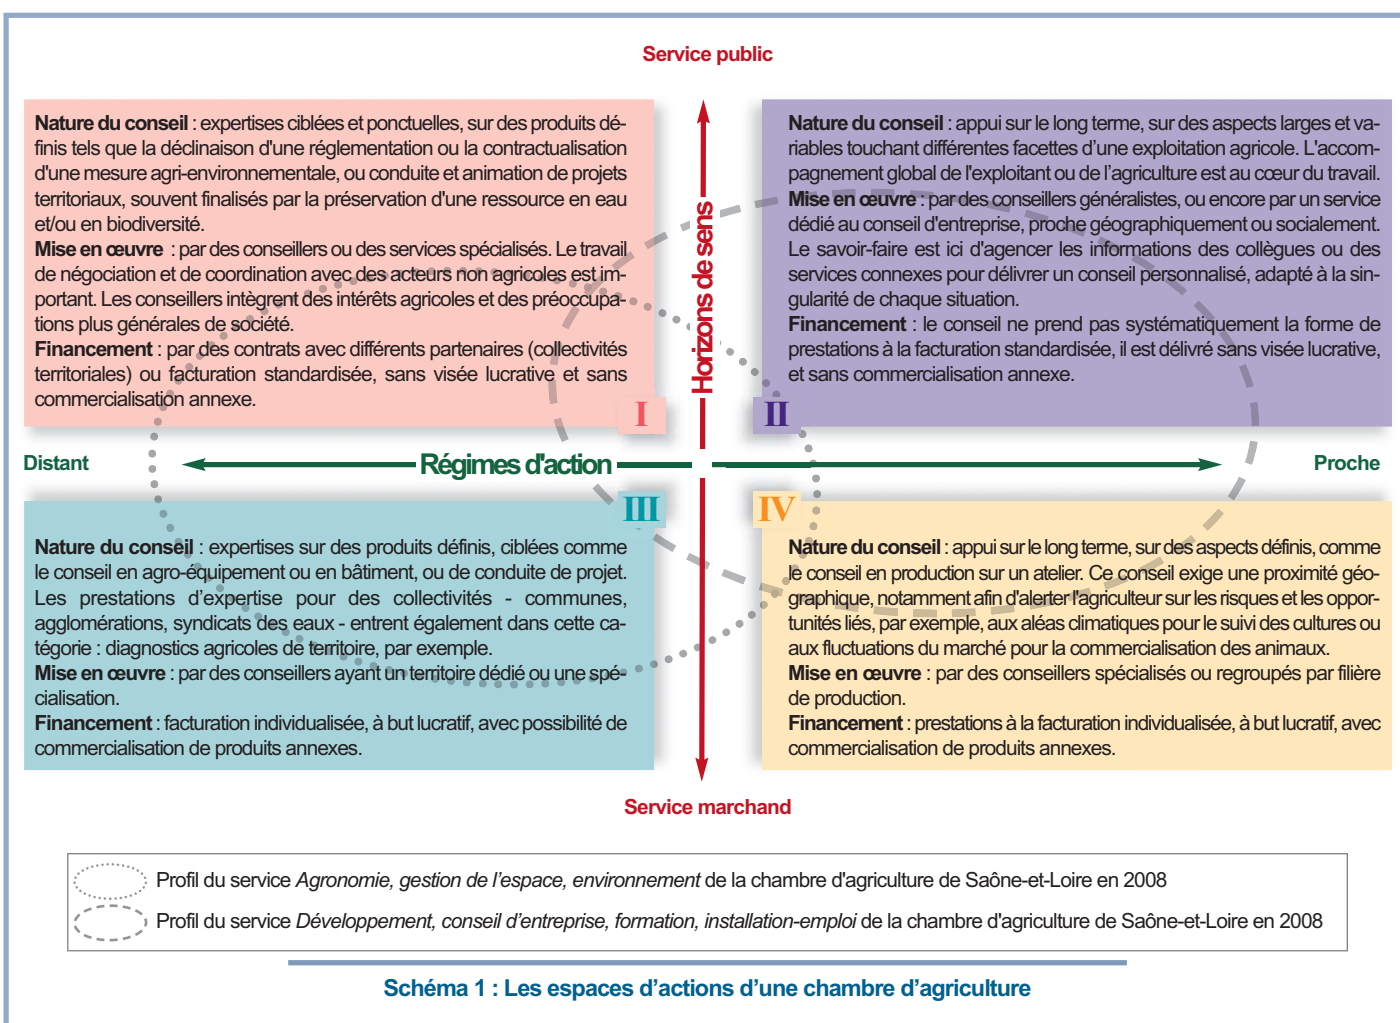 Service public
Nature du conseil : expertises ciblées et ponctuelles, sur des produits dé-
finis tels que la déclinaison d'une réglementation ou la contractualisation
d'une mesure agri-environnementale, ou conduite et animation de projets
territoriaux, souvent finalisés par la préservation d'une ressource en eau
et/ou en biodiversité.
Mise en œuvre : par des conseillers ou des services spécialisés. Le travail
de négociation et de coordination avec des acteurs non agricoles est im-
portant. Les conseillers intègrent des intérêts agricoles et des préoccupa-
tions plus générales de société.
Financement : par des contrats avec différents partenaires (collectivités
territoriales) ou facturation standardisée, sans visée lucrative et sans
commercialisation annexe.
I
Horizons de sens
Nature du conseil : appui sur le long terme, sur des aspects larges et va-
riables touchant différentes facettes d’une exploitation agricole. L'accom-
pagnement global de l'exploitant ou de l’agriculture est au cœur du travail.
Mise en œuvre : par des conseillers généralistes, ou encore par un service
dédié au conseil d'entreprise, proche géographiquement ou socialement.
Le savoir-faire est ici d'agencer les informations des collègues ou des
services connexes pour délivrer un conseil personnalisé, adapté à la sin-
gularité de chaque situation.
Financement : le conseil ne prend pas systématiquement la forme de
prestations à la facturation standardisée, il est délivré sans visée lucrative,
et sans commercialisation annexe.
II
Distant
Régimes d'action
Proche
III
Nature du conseil : expertises sur des produits définis, ciblées comme
le conseil en agro-équipement ou en bâtiment, ou de conduite de projet.
Les prestations d’expertise pour des collectivités - communes,
agglomérations, syndicats des eaux - entrent également dans cette ca-
tégorie : diagnostics agricoles de territoire, par exemple.
Mise en œuvre : par des conseillers ayant un territoire dédié ou une spé-
cialisation.
Financement : facturation individualisée, à but lucratif, avec possibilité de
commercialisation de produits annexes.
IV
Nature du conseil : appui sur le long terme, sur des aspects définis, comme
le conseil en production sur un atelier. Ce conseil exige une proximité géo-
graphique, notamment afin d'alerter l'agriculteur sur les risques et les oppor-
tunités liés, par exemple, aux aléas climatiques pour le suivi des cultures ou
aux fluctuations du marché pour la commercialisation des animaux.
Mise en œuvre : par des conseillers spécialisés ou regroupés par filière
de production.
Financement : prestations à la facturation individualisée, à but lucratif, avec
commercialisation de produits annexes.
Service marchand
Profil du service Agronomie, gestion de l’espace, environnement de la chambre d'agriculture de Saône-et-Loire en 2008
Profil du service Développement, conseil d’entreprise, formation, installation-emploi de la chambre d'agriculture de Saône-et-Loire en 2008
Schéma 1 : Les espaces d’actions d’une chambre d’agriculture